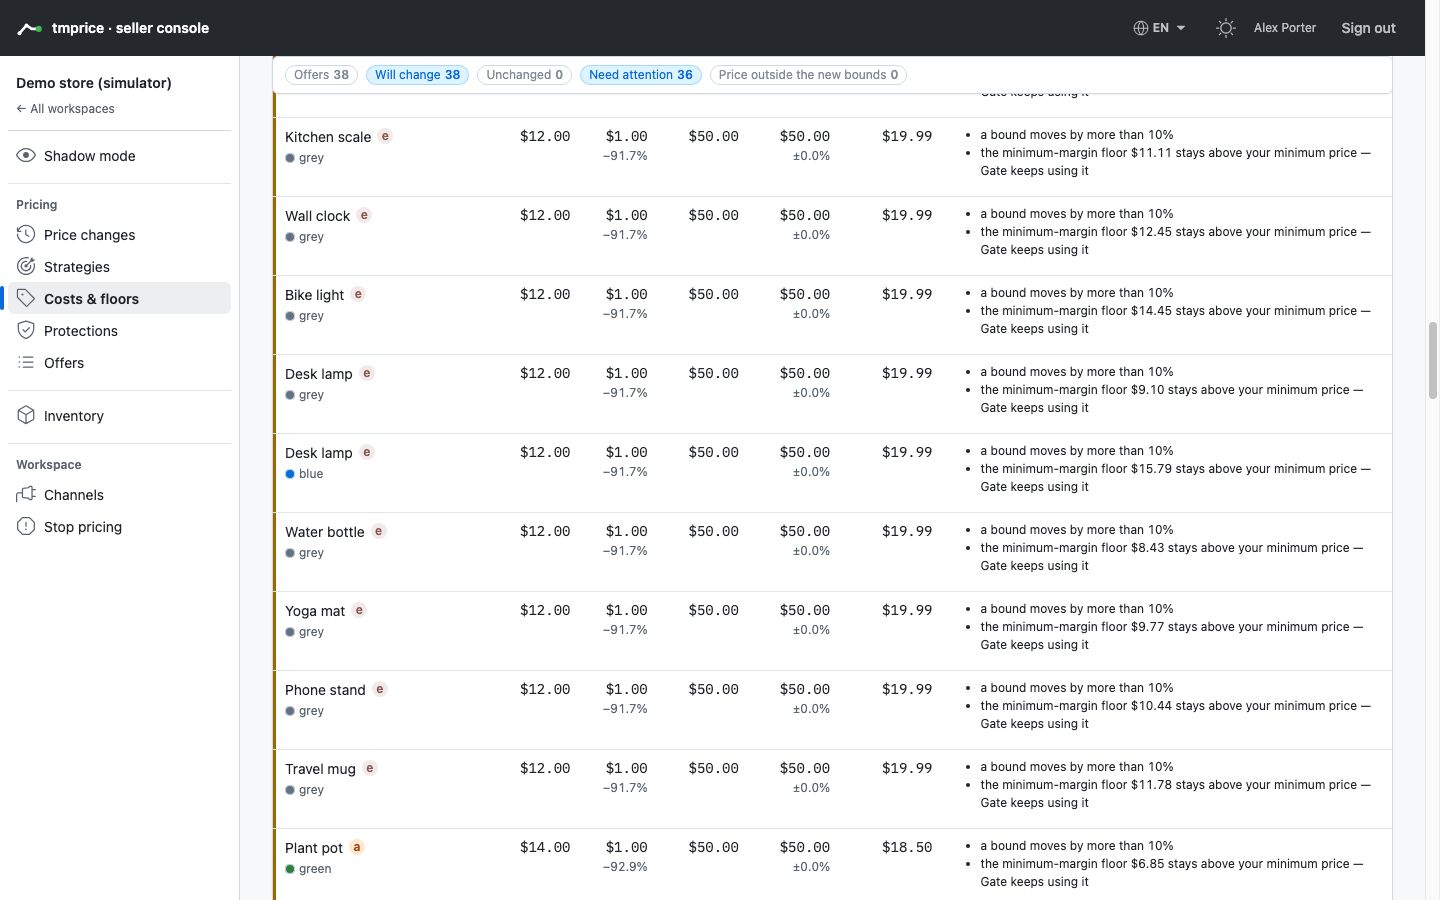 tmprice · seller console
EN
Alex Porter
Sign out
Demo store (simulator)
← All workspaces
Shadow mode
Pricing
Price changes
Strategies
Costs & floors
Protections
Offers
Inventory
Workspace
Channels
Stop pricing
Offers 38
Will change 38
Unchanged 0
Need attention 36
Price outside the new bounds 0
Gate keeps using it
Kitchen scale e $12.00 $1.00 $50.00 $50.00 $19.99 • a bound moves by more than 10%
grey −91.7% ±0.0% • the minimum-margin floor $11.11 stays above your minimum price —
Gate keeps using it
Wall clock e $12.00 $1.00 $50.00 $50.00 $19.99 • a bound moves by more than 10%
grey −91.7% ±0.0% • the minimum-margin floor $12.45 stays above your minimum price —
Gate keeps using it
Bike light e $12.00 $1.00 $50.00 $50.00 $19.99 • a bound moves by more than 10%
grey −91.7% ±0.0% • the minimum-margin floor $14.45 stays above your minimum price —
Gate keeps using it
Desk lamp e $12.00 $1.00 $50.00 $50.00 $19.99 • a bound moves by more than 10%
grey −91.7% ±0.0% • the minimum-margin floor $9.10 stays above your minimum price —
Gate keeps using it
Desk lamp e $12.00 $1.00 $50.00 $50.00 $19.99 • a bound moves by more than 10%
blue −91.7% ±0.0% • the minimum-margin floor $15.79 stays above your minimum price —
Gate keeps using it
Water bottle e $12.00 $1.00 $50.00 $50.00 $19.99 • a bound moves by more than 10%
grey −91.7% ±0.0% • the minimum-margin floor $8.43 stays above your minimum price —
Gate keeps using it
Yoga mat e $12.00 $1.00 $50.00 $50.00 $19.99 • a bound moves by more than 10%
grey −91.7% ±0.0% • the minimum-margin floor $9.77 stays above your minimum price —
Gate keeps using it
Phone stand e $12.00 $1.00 $50.00 $50.00 $19.99 • a bound moves by more than 10%
grey −91.7% ±0.0% • the minimum-margin floor $10.44 stays above your minimum price —
Gate keeps using it
Travel mug e $12.00 $1.00 $50.00 $50.00 $19.99 • a bound moves by more than 10%
grey −91.7% ±0.0% • the minimum-margin floor $11.78 stays above your minimum price —
Gate keeps using it
Plant pot a $14.00 $1.00 $50.00 $50.00 $18.50 • a bound moves by more than 10%
green −92.9% ±0.0% • the minimum-margin floor $6.85 stays above your minimum price —
Gate keeps using it